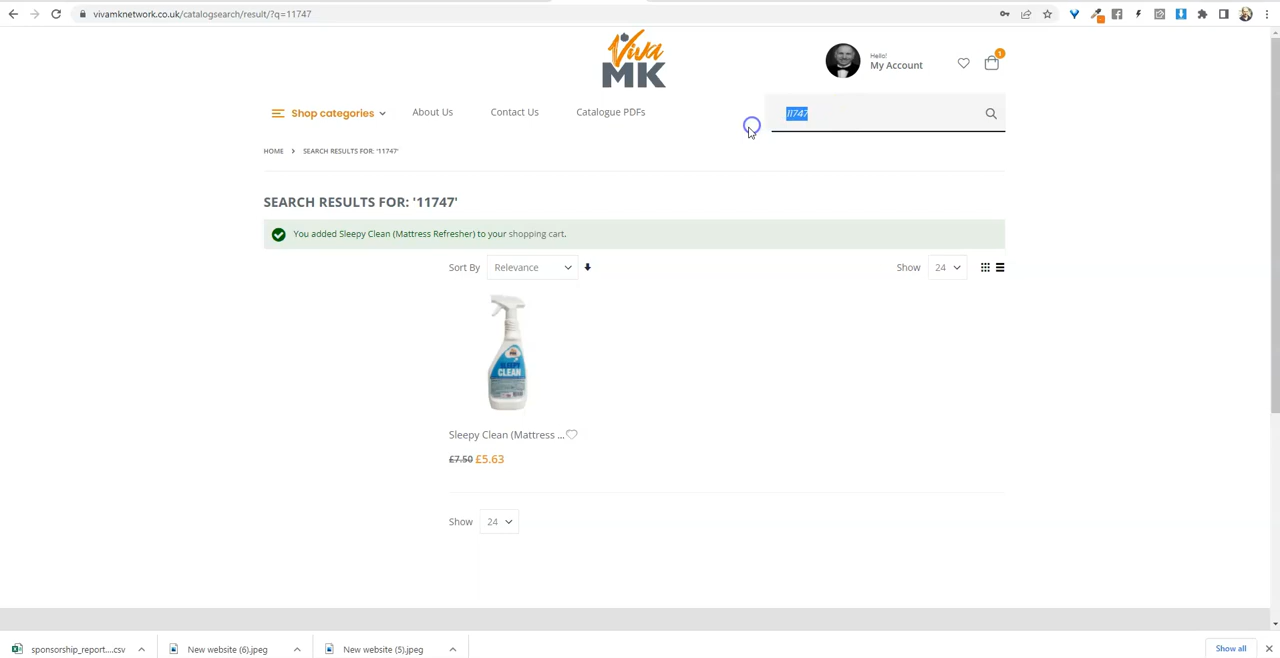 vivamknetwork.co.uk/catalogsearch/result/?q=11747
Viva
MK
Hello!
My Account
1
Shop categories
About Us
Contact Us
Catalogue PDFs
11747
HOME > SEARCH RESULTS FOR: '11747'
SEARCH RESULTS FOR: '11747'
You added Sleepy Clean (Mattress Refresher) to your shopping cart.
Sort By Relevance
Show 24
SLEEPY
CLEAN
Sleepy Clean (Mattress ...
£7.50 £5.63
Show 24
sponsorship_report....csv
New website (6).jpeg
New website (5).jpeg
Show all